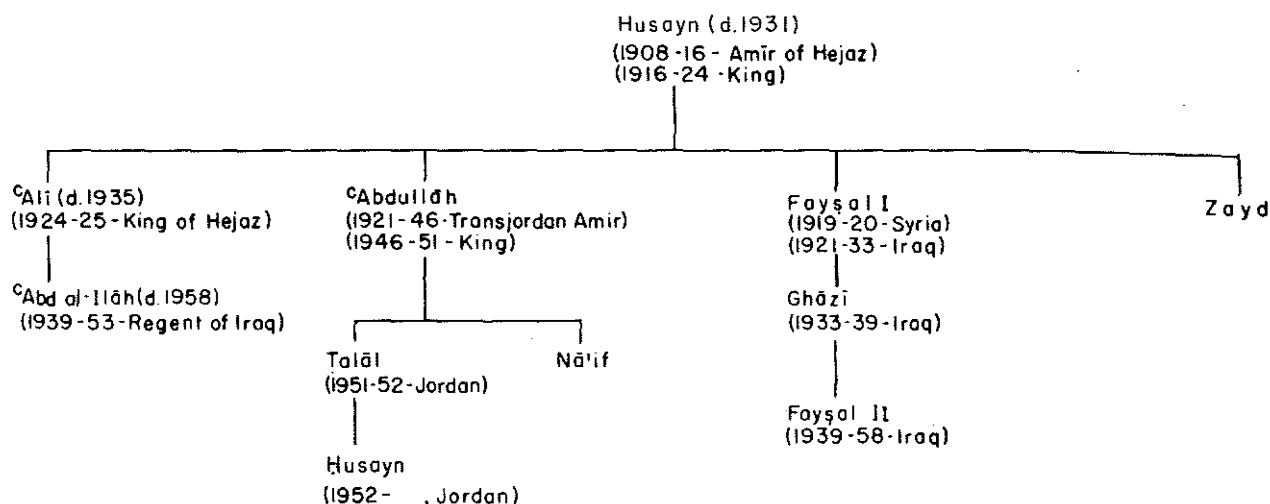 Husayn (d.1931)
(1908-16- Amīr of Hejaz)
(1916-24-King)
ᶜAlī (d.1935)
(1924-25-King of Hejaz)
ᶜAbd al-Ilāh(d.1958)
(1939-53-Regent of Iraq)
ᶜAbdullāh
(1921-46-Transjordan Amir)
(1946-51-King)
Talāl
(1951-52-Jordan)
Nā'if
Ḥusayn
(1952- , Jordan)
Fayṣal I
(1919-20-Syria)
(1921-33-Iraq)
Ghāzī
(1933-39-Iraq)
Fayṣal II
(1939-58-Iraq)
Zayd